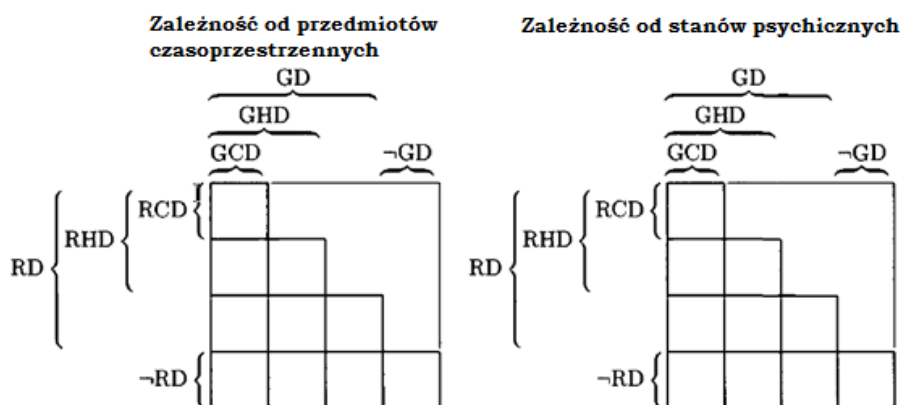 Zależność od przedmiotów
czasoprzestrzennych
GD
GHD
GCD ¬GD
RCD
RHD
RD
¬RD
Zależność od stanów psychicznych
GD
GHD
GCD ¬GD
RCD
RHD
RD
¬RD